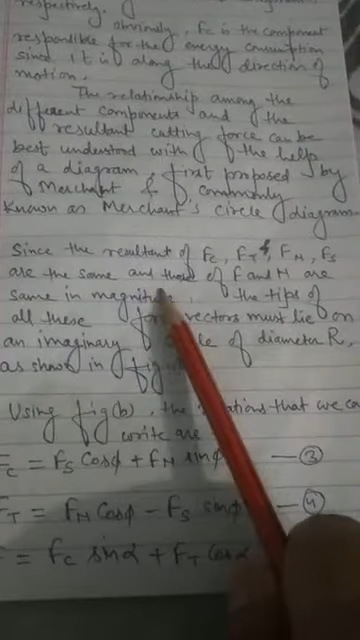 respectively.
obviously, Fc is the component
responsible for the energy consumption
since it is along the direction of
motion.
The relationship among the
different components and the
resultant cutting force can be
best understood with the help
of a diagram, first proposed by
Merchant & commonly
known as Merchant's circle diagram
Since the resultant of Fc, FT & FN, Fs
are the same and those of F and N are
same in magnitude, the tips of
all these vectors must lie on
an imaginary of diameter R,
as shown in fig
Using fig(b), the that we ca
write are
Fc = Fs Cosφ + FN sinφ — ③
FT = FN Cosφ − Fs sinφ — ④
= Fc sinα + FT cosα